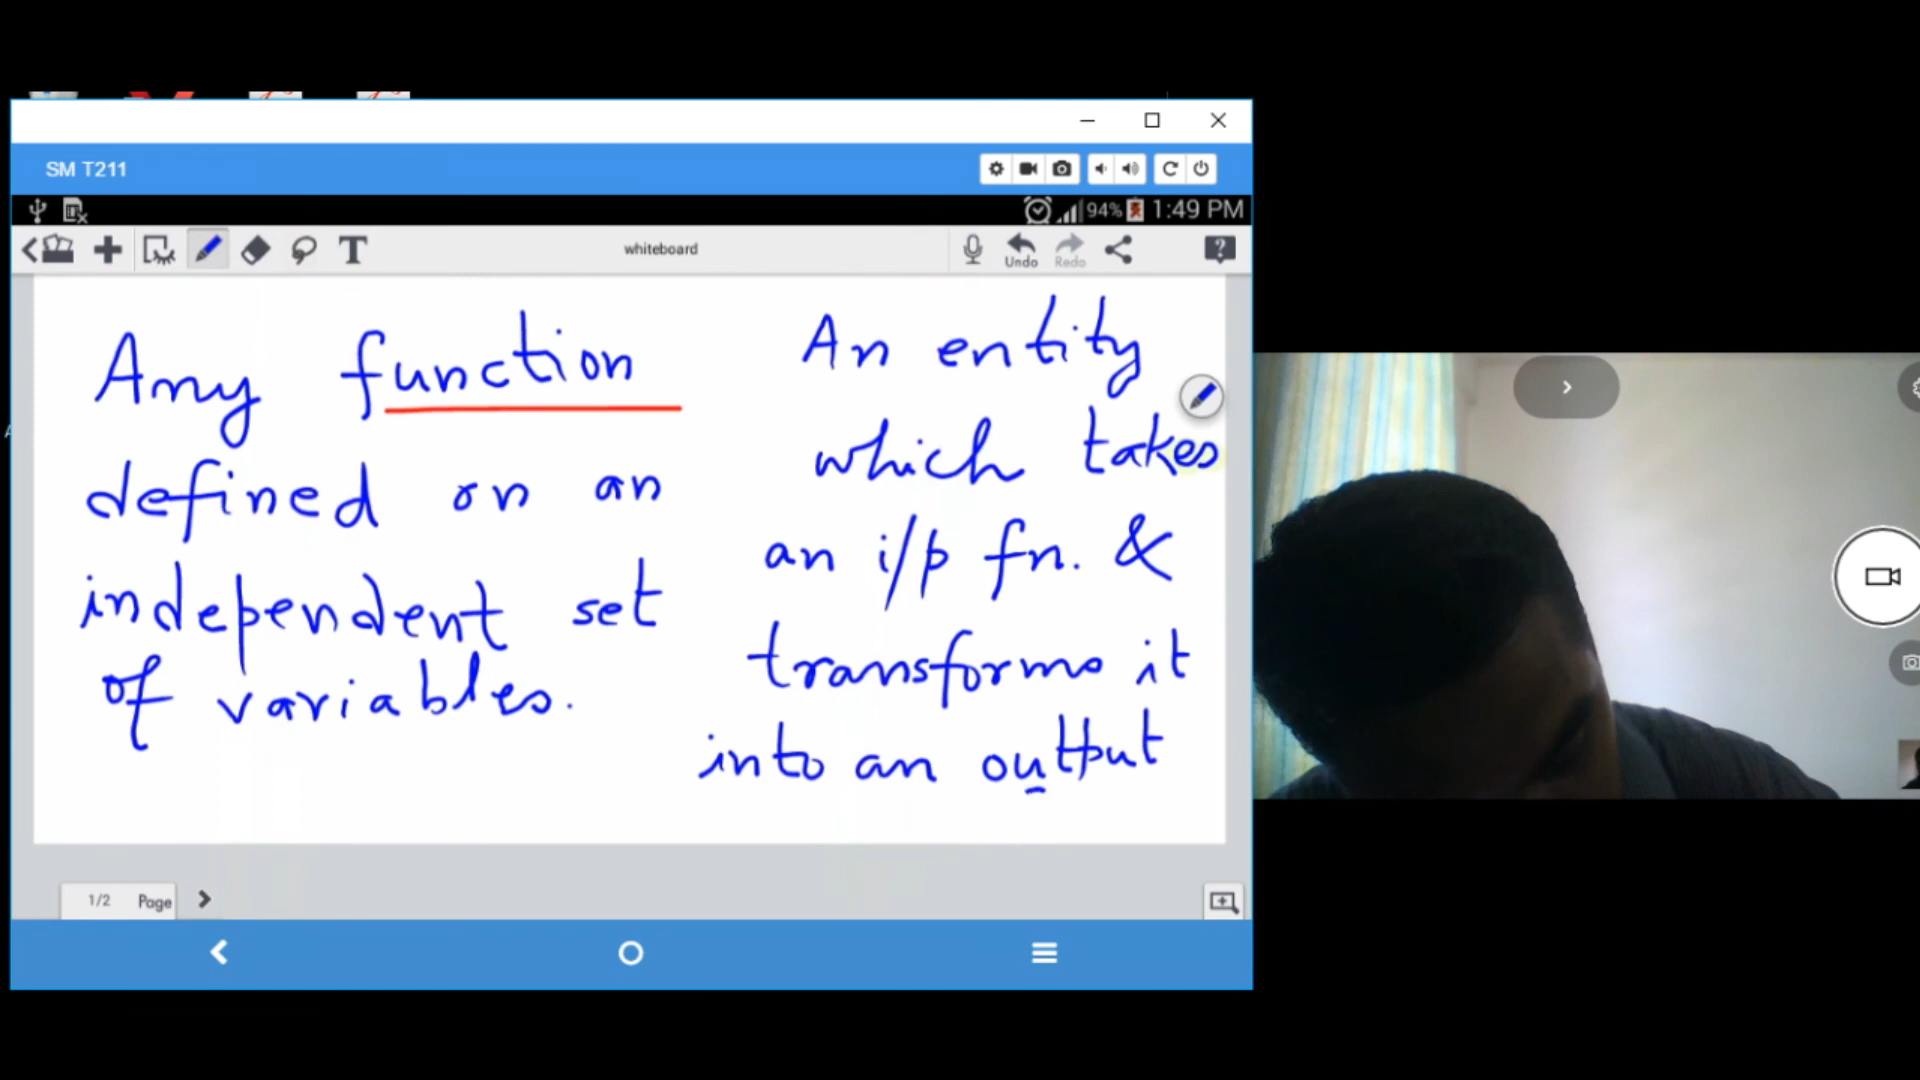 SM T211
94% 1:49 PM
T whiteboard Undo Redo ?
Any function
defined on an
independent set
of variables.
An entity
which takes
an i/p fn. &
transforms it
into an output
1/2 Page